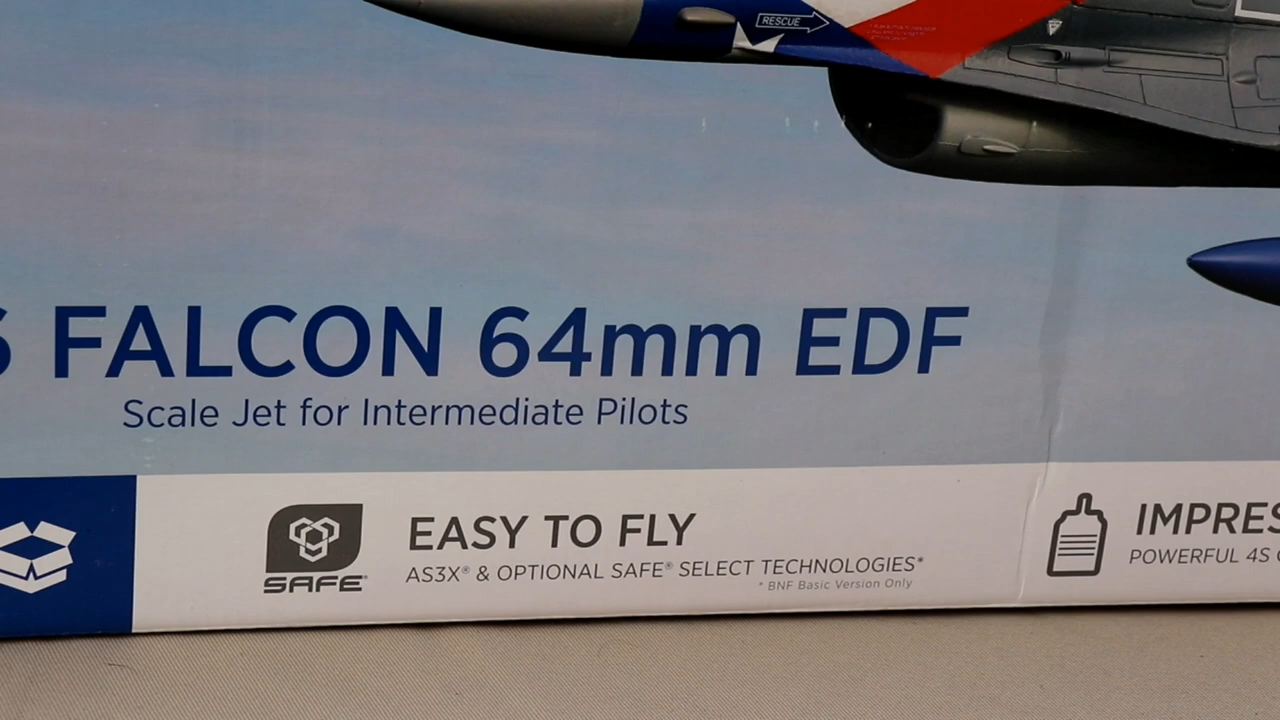 RESCUE
FALCON 64mm EDF
Scale Jet for Intermediate Pilots
SAFE®
EASY TO FLY
AS3X® & OPTIONAL SAFE® SELECT TECHNOLOGIES*
* BNF Basic Version Only
IMPRES
POWERFUL 4S